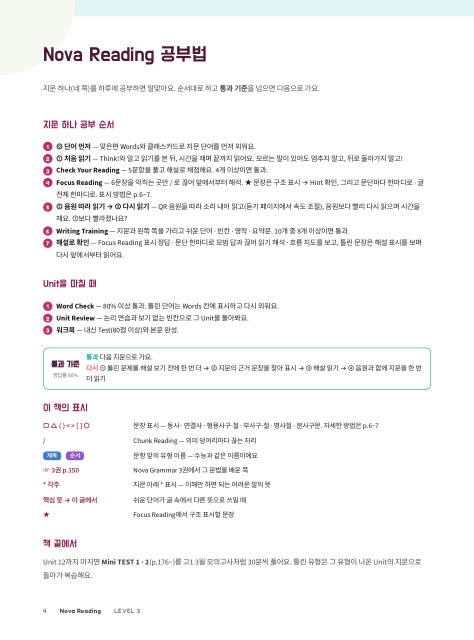 Nova Reading 공부법
지문 하나(네 쪽)를 하루에 공부하면 알맞아요. 순서대로 하고 통과 기준을 넘으면 다음으로 가요.
지문 하나 공부 순서
1 ⓪ 단어 먼저 — 맞은편 Words와 클래스카드로 지문 단어를 먼저 외워요.
2 ① 처음 읽기 — Think!와 알고 읽기를 본 뒤, 시간을 재며 끝까지 읽어요. 모르는 말이 있어도 멈추지 말고, 뒤로 돌아가지 말고!
3 Check Your Reading — 5문항을 풀고 해설로 채점해요. 4개 이상이면 통과.
4 Focus Reading — 6문장을 익히는 곳만 / 로 끊어 앞에서부터 해석. ★ 문장은 구조 표시 → Hint 확인, 그리고 문단마다 한마디로 · 글
전체 한마디로. 표시 방법은 p.6~7.
5 ② 음원 따라 읽기 → ③ 다시 읽기 — QR 음원을 따라 소리 내어 읽고(듣기 페이지에서 속도 조절), 음원보다 빨리 다시 읽으며 시간을
재요. ①보다 빨라졌나요?
6 Writing Training — 지문과 왼쪽 쪽을 가리고 쉬운 단어 · 빈칸 · 영작 · 요약문. 10개 중 8개 이상이면 통과.
7 해설로 확인 — Focus Reading 표시 정답 · 문단 한마디로 모범 답과 끊어 읽기 해석 · 흐름 지도를 보고, 틀린 문장은 해설 표시를 보며
다시 앞에서부터 읽어요.
Unit을 마칠 때
1 Word Check — 80% 이상 통과. 틀린 단어는 Words 칸에 표시하고 다시 외워요.
2 Unit Review — 논리 연습과 보기 없는 빈칸으로 그 Unit을 돌아봐요.
3 워크북 — 내신 Test(80점 이상)와 본문 완성.
통과 기준
정답률 80%
통과 다음 지문으로 가요.
다시 ① 틀린 문제를 해설 보기 전에 한 번 더 → ② 지문의 근거 문장을 찾아 표시 → ③ 해설 읽기 → ④ 음원과 함께 지문을 한 번
더 읽기
이 책의 표시
□ △ ( ) < > [ ] ○ 문장 표시 — 동사 · 연결사 · 형용사구·절 · 부사구·절 · 명사절 · 분사구문. 자세한 방법은 p.6~7
/ Chunk Reading — 의미 덩어리마다 끊는 자리
제목 순서 문항 앞의 유형 이름 — 수능과 같은 이름이에요
☞ 3권 p.150 Nova Grammar 3권에서 그 문법을 배운 쪽
* 각주 지문 아래 * 표시 — 이해만 하면 되는 어려운 말의 뜻
핵심 뜻 → 이 글에서 쉬운 단어가 글 속에서 다른 뜻으로 쓰일 때
★ Focus Reading에서 구조 표시할 문장
책 끝에서
Unit 12까지 마치면 Mini TEST 1 · 2(p.176~)를 고1 3월 모의고사처럼 30분씩 풀어요. 틀린 유형은 그 유형이 나온 Unit의 지문으로
돌아가 복습해요.
4 Nova Reading LEVEL 3